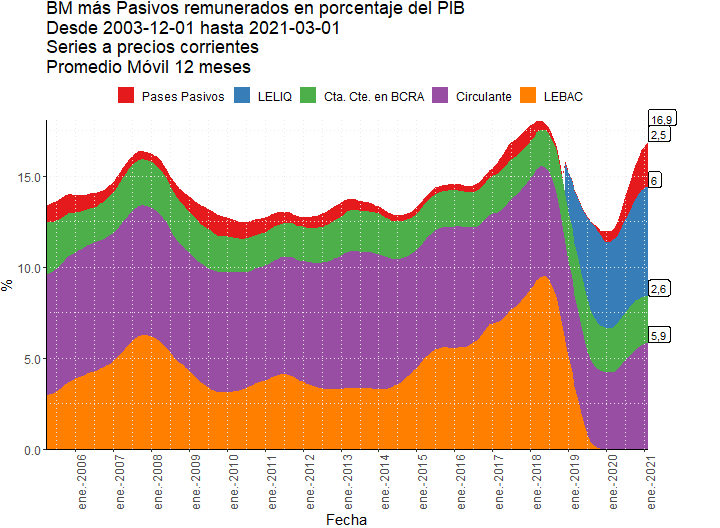 BM más Pasivos remunerados en porcentaje del PIB
Desde 2003-12-01 hasta 2021-03-01
Series a precios corrientes
Promedio Móvil 12 meses
Pases Pasivos LELIQ Cta. Cte. en BCRA Circulante LEBAC
16,9
2,5
15.0
6
10.0
%
2,6
5,9
5.0
0.0
ene.-2006 ene.-2007 ene.-2008 ene.-2009 ene.-2010 ene.-2011 ene.-2012 ene.-2013 ene.-2014 ene.-2015 ene.-2016 ene.-2017 ene.-2018 ene.-2019 ene.-2020 ene.-2021
Fecha